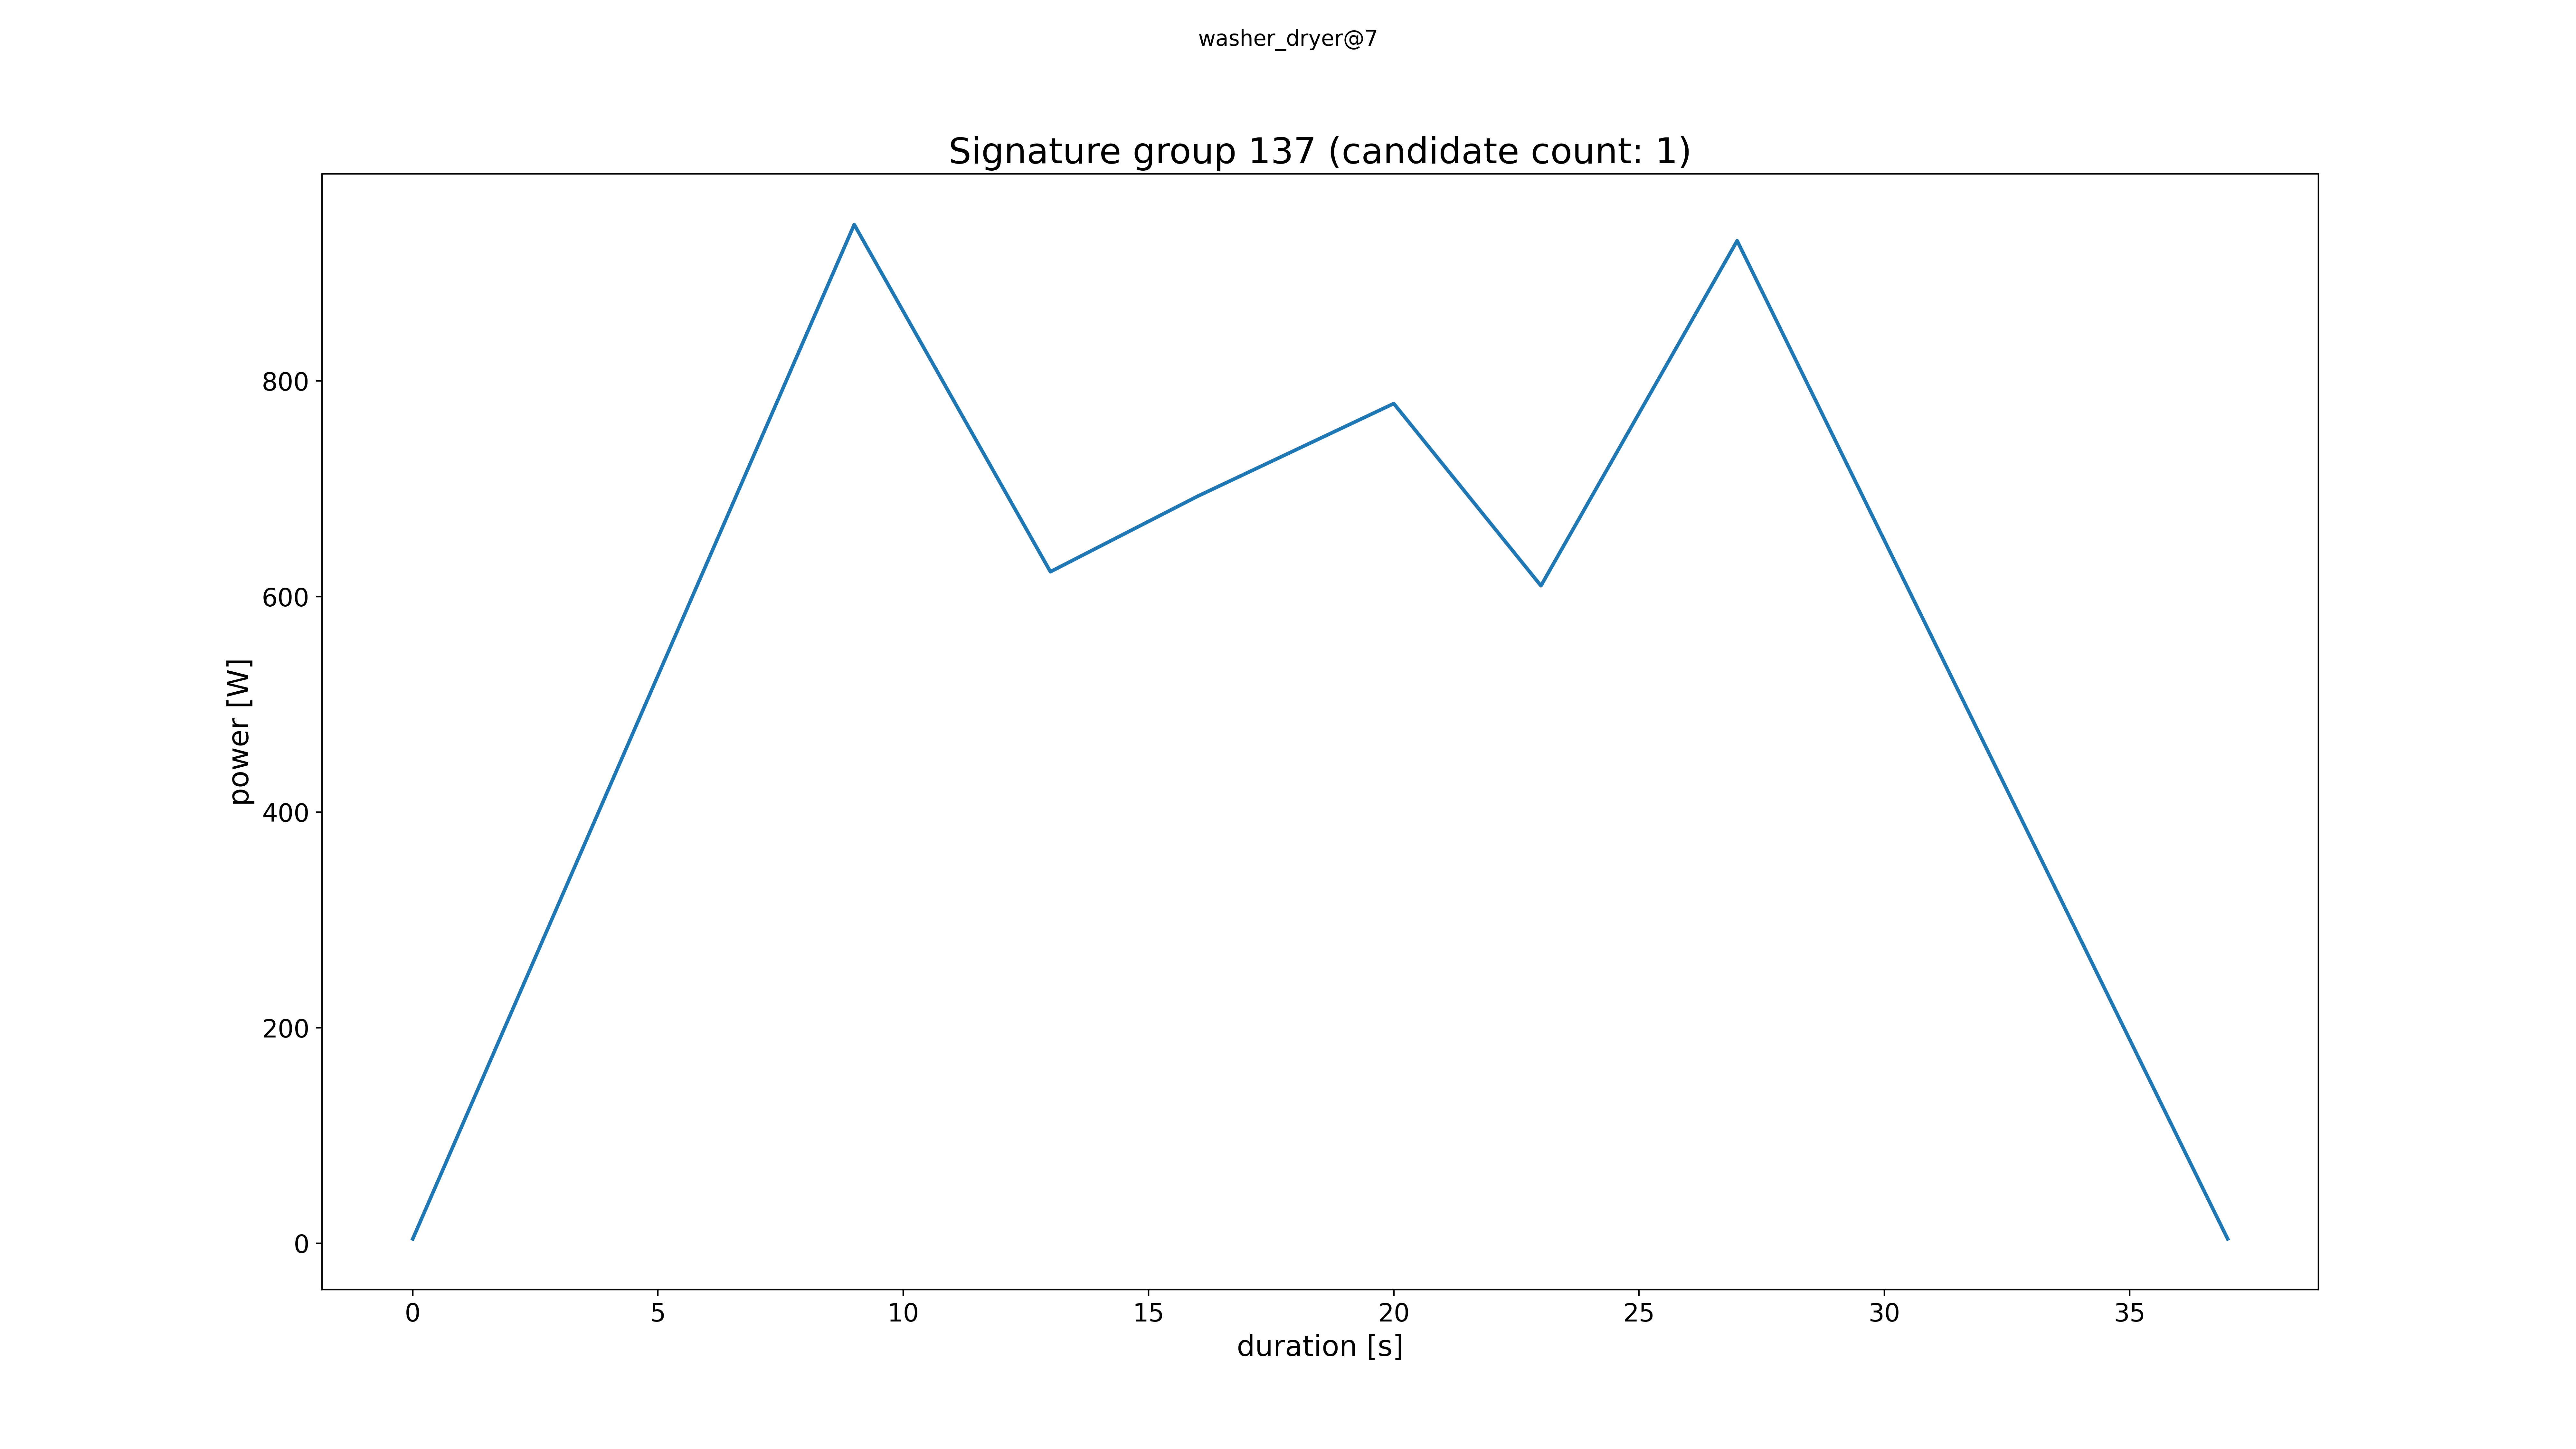 washer_dryer@7
Signature group 137 (candidate count: 1)
800
600
400
200
0
power [W]
0 5 10 15 20 25 30 35
duration [s]